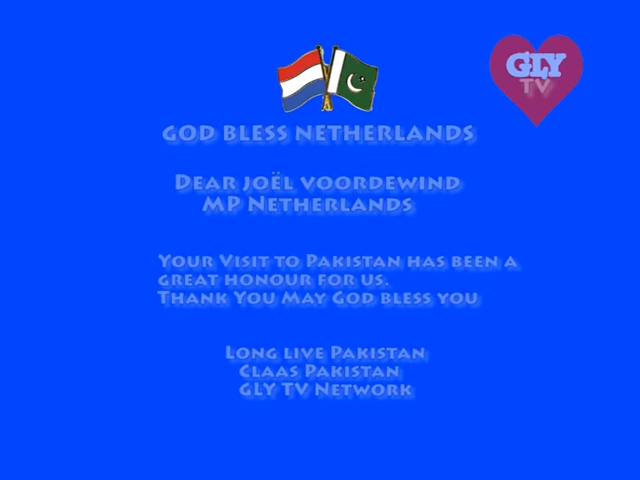 GLY
TV
GOD BLESS NETHERLANDS
DEAR JOËL VOORDEWIND
MP NETHERLANDS
YOUR VISIT TO PAKISTAN HAS BEEN A
GREAT HONOUR FOR US.
THANK YOU MAY GOD BLESS YOU
LONG LIVE PAKISTAN
CLAAS PAKISTAN
GLY TV NETWORK